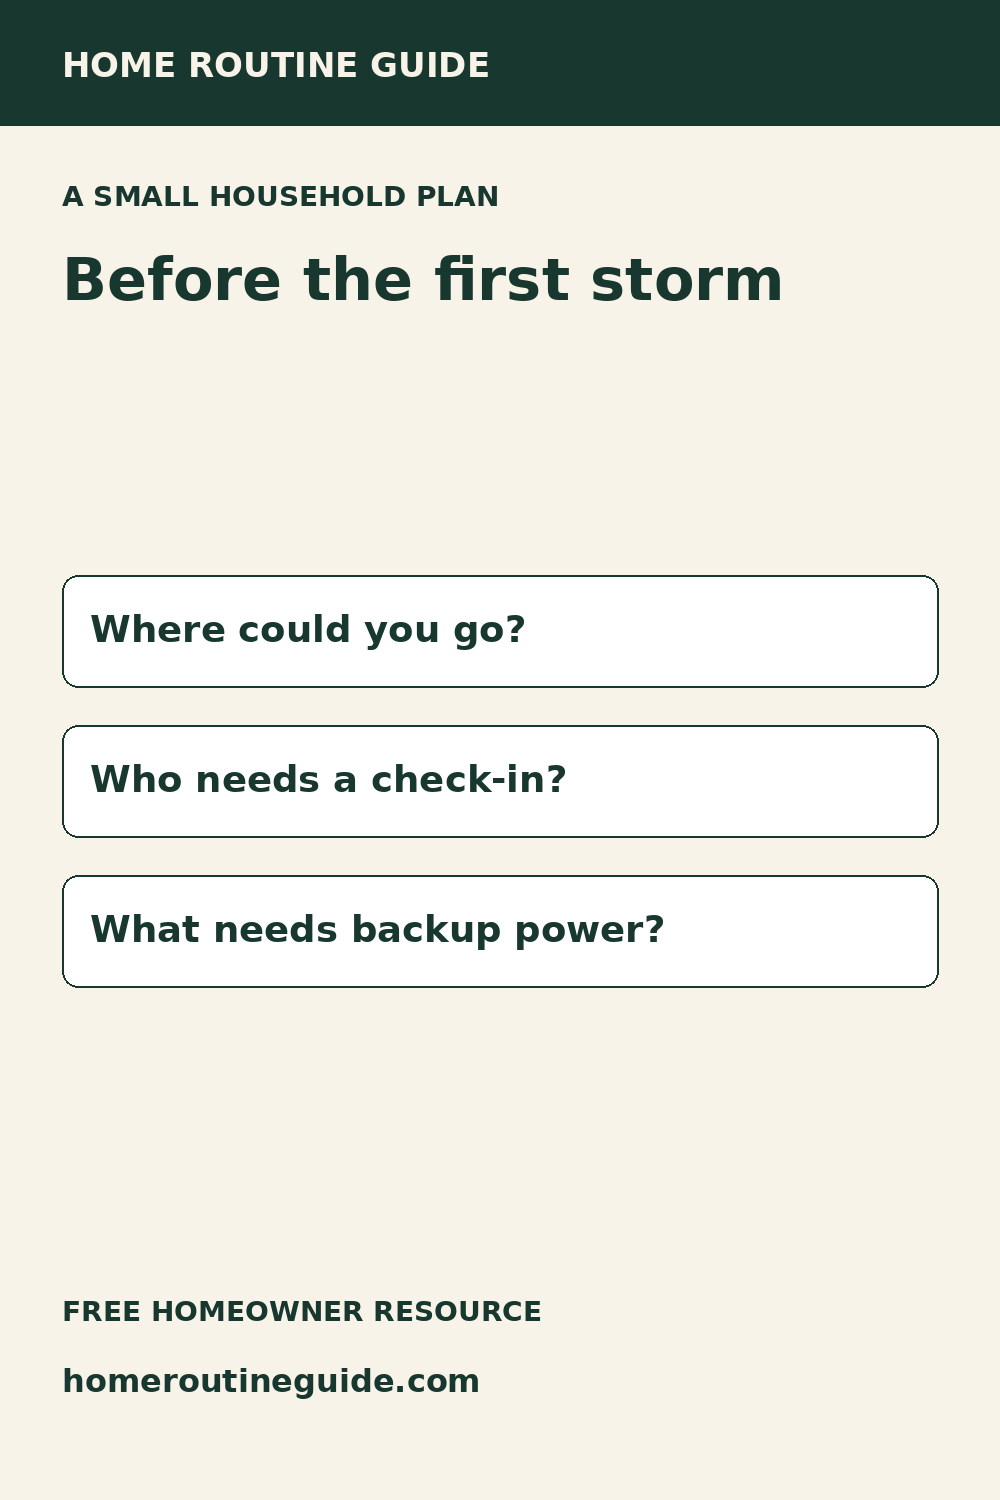 HOME ROUTINE GUIDE
A SMALL HOUSEHOLD PLAN
Before the first storm
Where could you go?
Who needs a check-in?
What needs backup power?
FREE HOMEOWNER RESOURCE
homeroutineguide.com